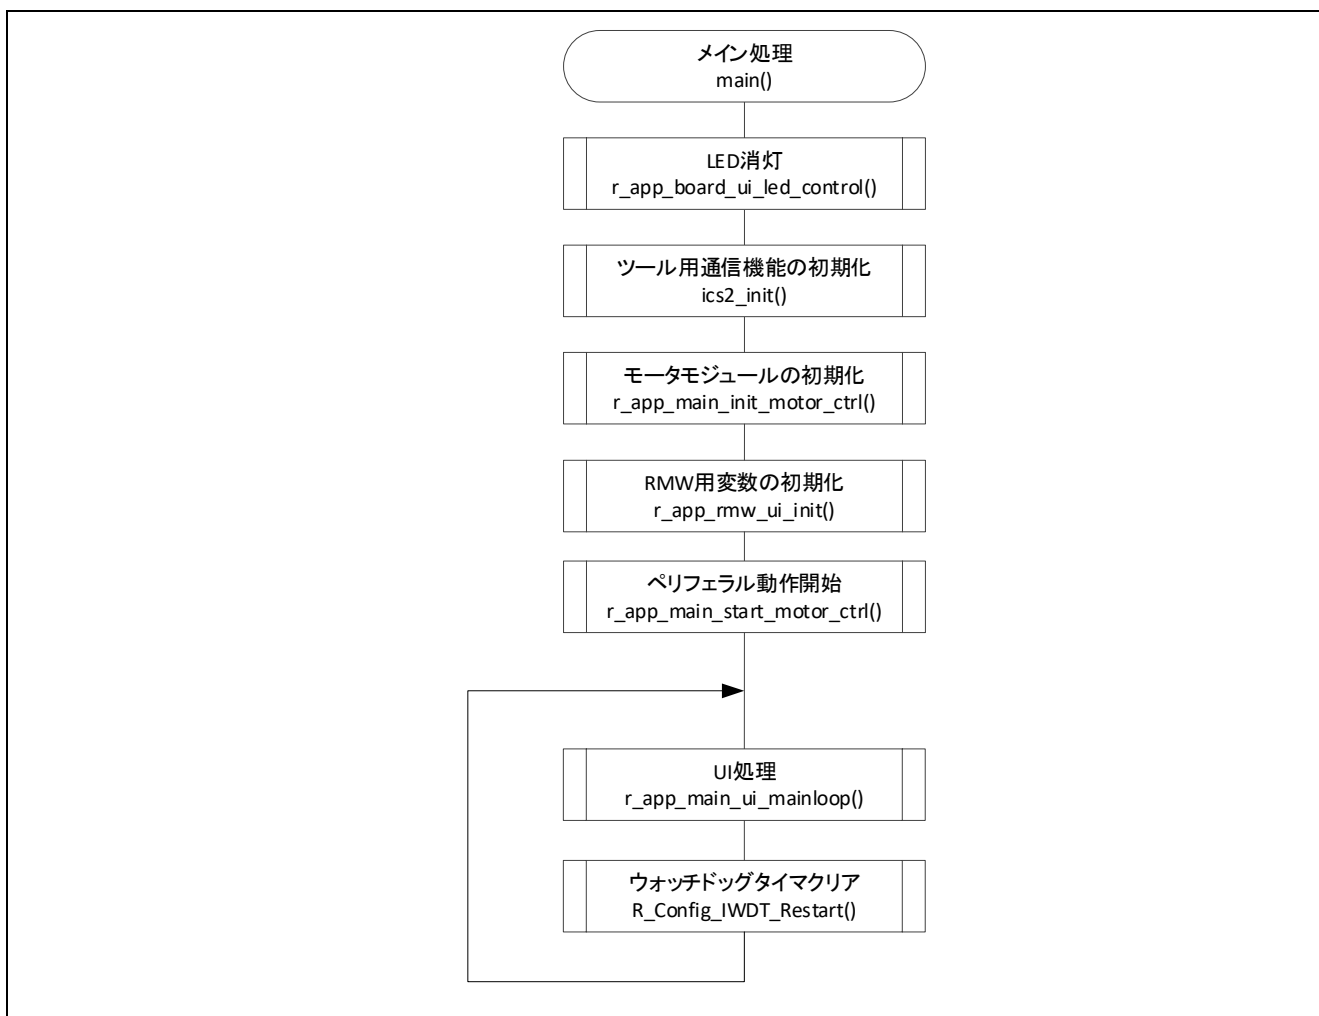 メイン処理
main()
LED消灯
r_app_board_ui_led_control()
ツール用通信機能の初期化
ics2_init()
モータモジュールの初期化
r_app_main_init_motor_ctrl()
RMW用変数の初期化
r_app_rmw_ui_init()
ペリフェラル動作開始
r_app_main_start_motor_ctrl()
UI処理
r_app_main_ui_mainloop()
ウォッチドッグタイマクリア
R_Config_IWDT_Restart()